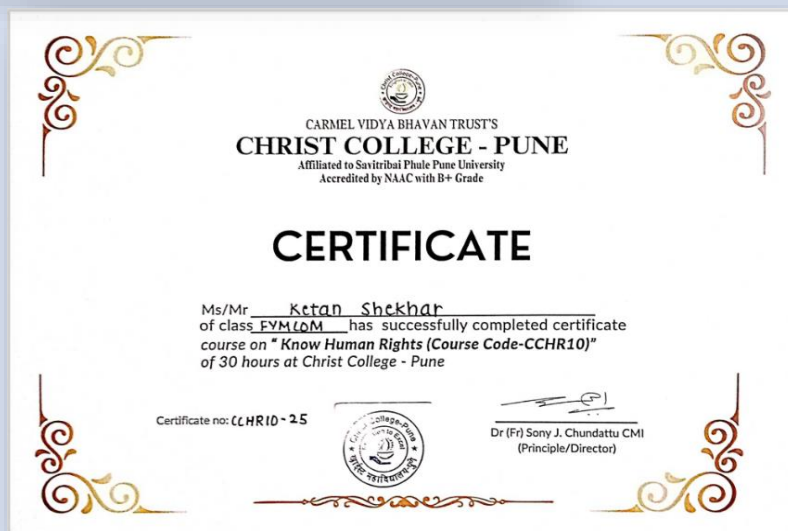 CARMEL VIDYA BHAVAN TRUST'S
CHRIST COLLEGE - PUNE
Affiliated to Savitribai Phule Pune University
Accredited by NAAC with B+ Grade
CERTIFICATE
Ms/Mr Ketan Shekhar
of class FYMCOM has successfully completed certificate
course on " Know Human Rights (Course Code-CCHR10)"
of 30 hours at Christ College - Pune
Certificate no: CCHR10-25
Dr (Fr) Sony J. Chundattu CMI
(Principle/Director)